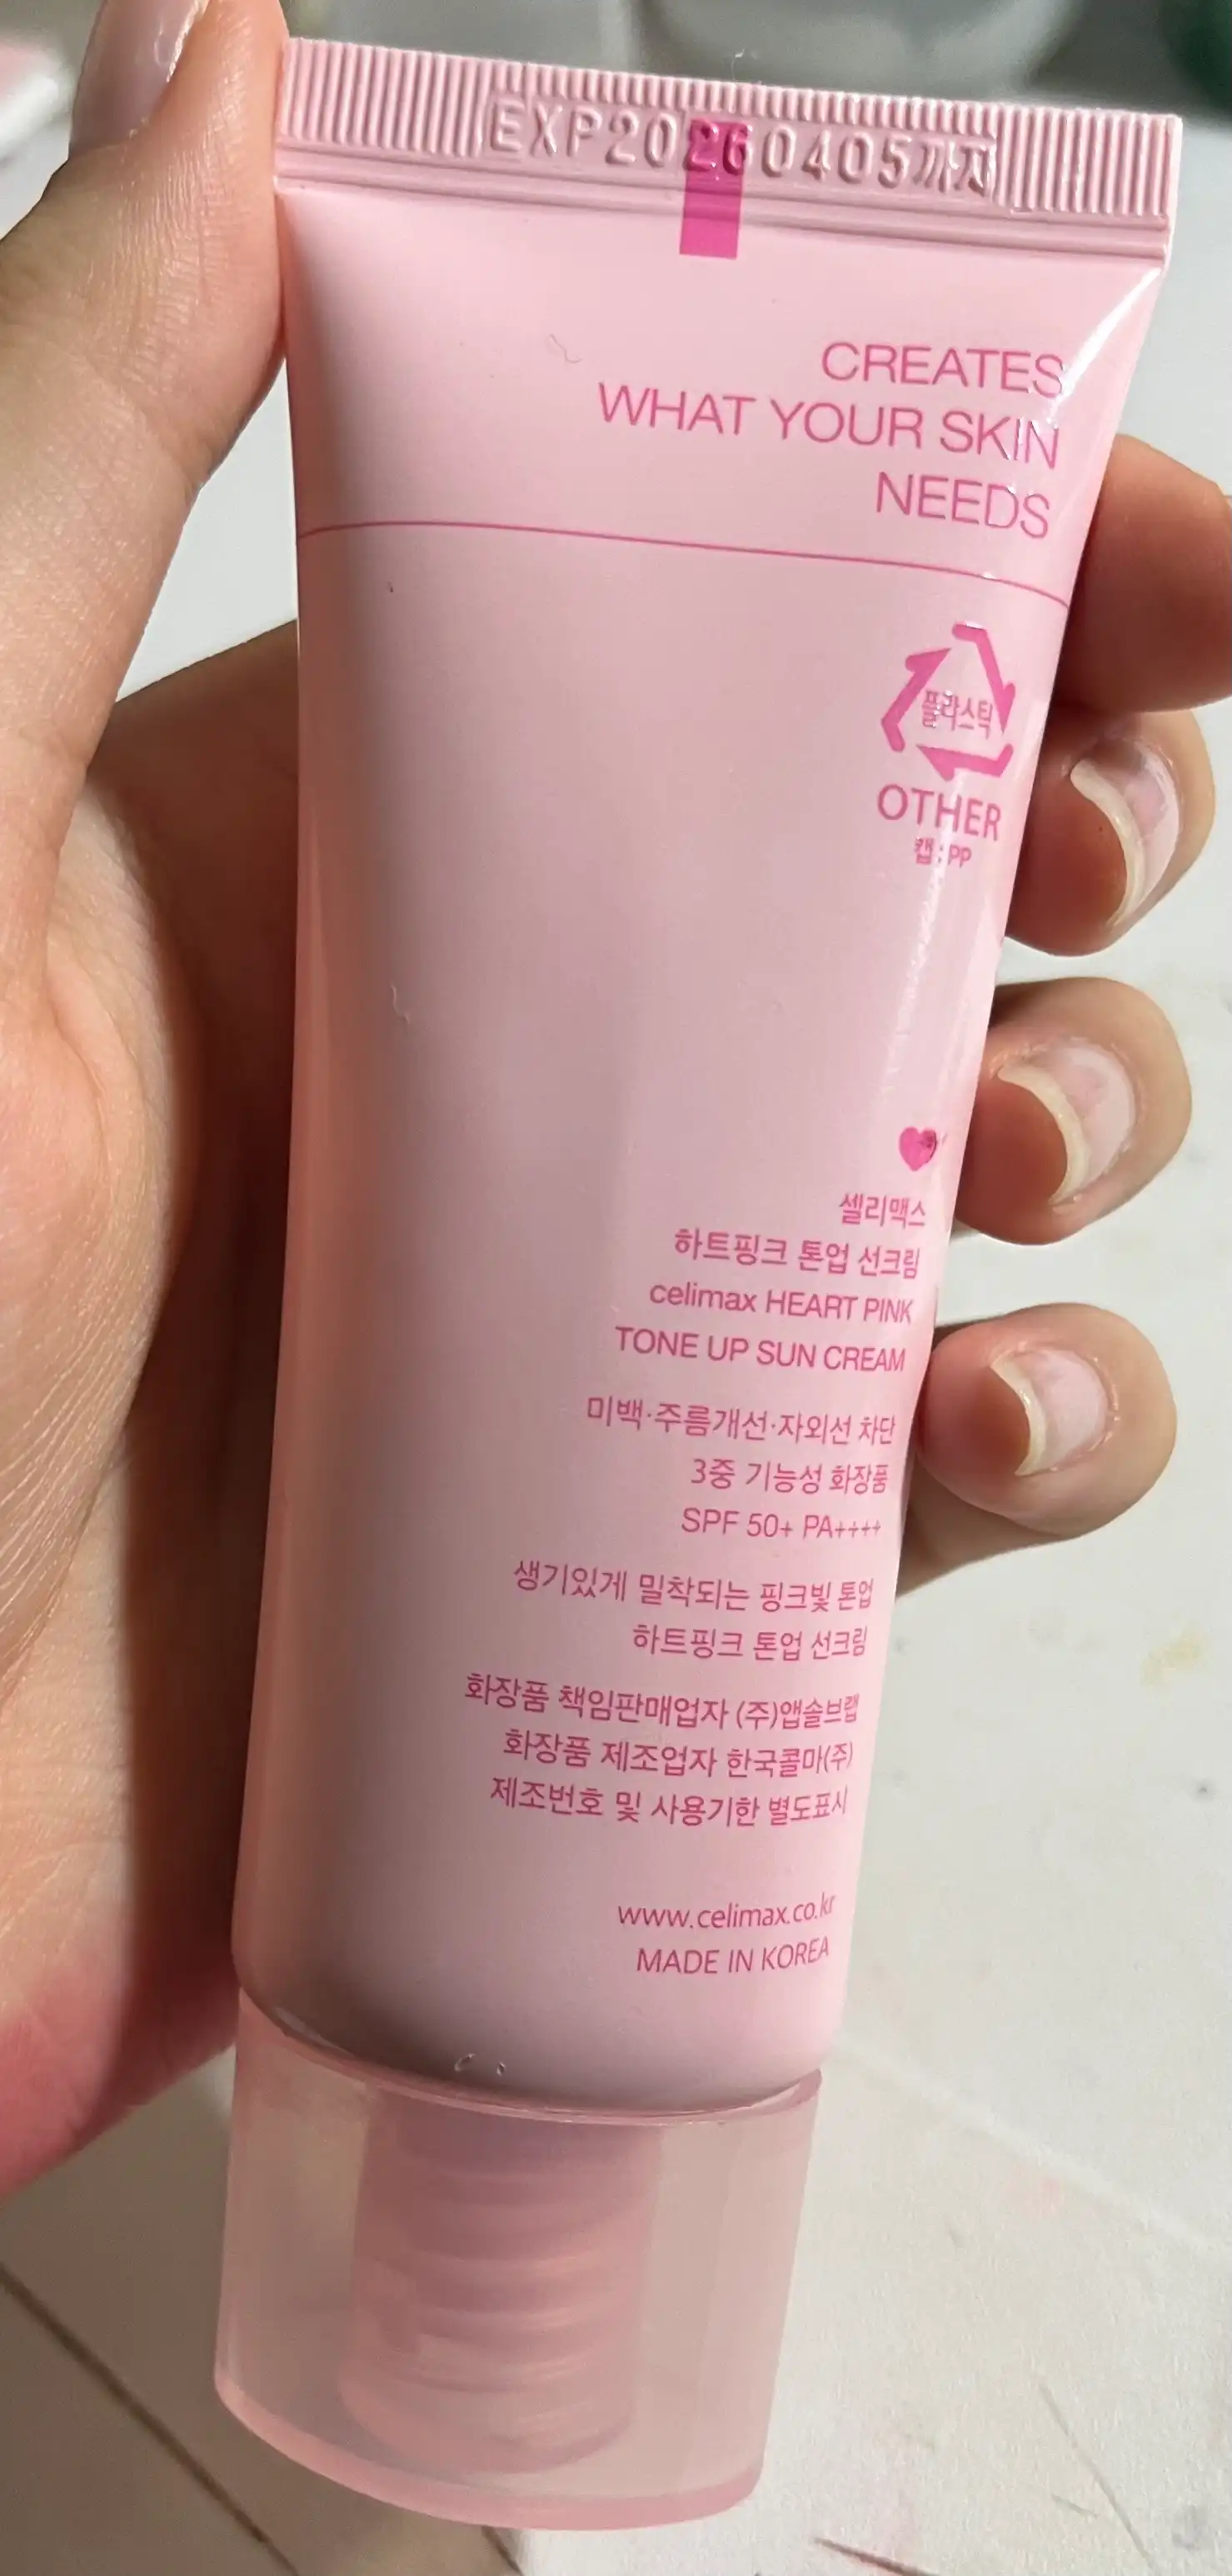 EXP20260405까지
CREATES
WHAT YOUR SKIN
NEEDS
플라스틱
OTHER
캡:PP
셀리맥스
하트핑크 톤업 선크림
celimax HEART PINK
TONE UP SUN CREAM
미백·주름개선·자외선 차단
3중 기능성 화장품
SPF 50+ PA++++
생기있게 밀착되는 핑크빛 톤업
하트핑크 톤업 선크림
화장품 책임판매업자 (주)앱솔브랩
화장품 제조업자 한국콜마(주)
제조번호 및 사용기한 별도표시
www.celimax.co.kr
MADE IN KOREA